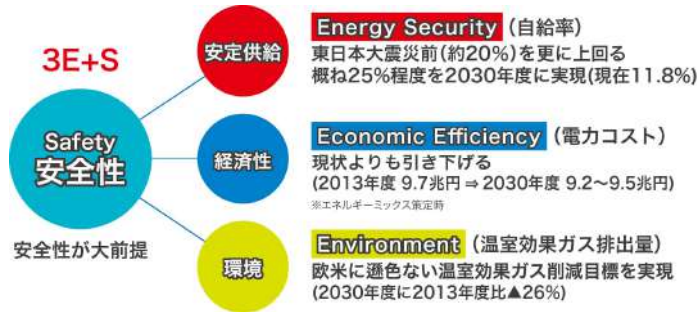 3E+S
Safety
安全性
安全性が大前提
安定供給
Energy Security（自給率）
東日本大震災前(約20%)を更に上回る
概ね25%程度を2030年度に実現(現在11.8%)
経済性
Economic Efficiency（電力コスト）
現状よりも引き下げる
(2013年度 9.7兆円⇒2030年度 9.2〜9.5兆円)
※エネルギーミックス策定時
環境
Environment（温室効果ガス排出量）
欧米に遜色ない温室効果ガス削減目標を実現
(2030年度に2013年度比▲26%)